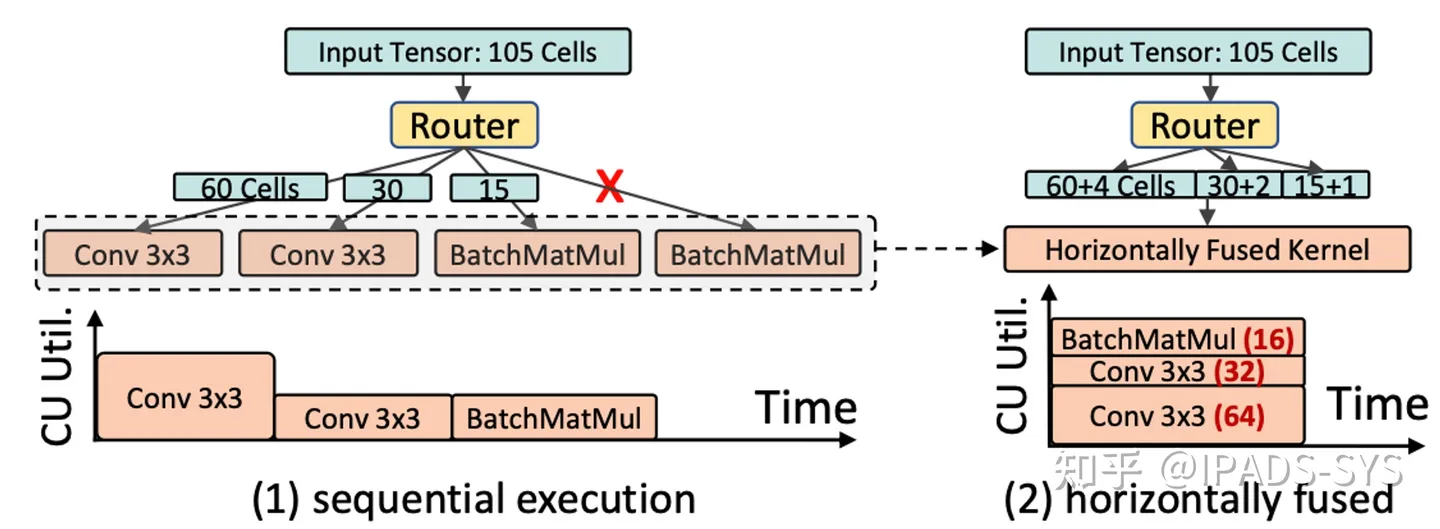 Input Tensor: 105 Cells
Router
60 Cells
30
15
X
Conv 3x3
Conv 3x3
BatchMatMul
BatchMatMul
CU Util.
Conv 3x3
Conv 3x3
BatchMatMul
Time
(1) sequential execution
Input Tensor: 105 Cells
Router
60+4 Cells
30+2
15+1
Horizontally Fused Kernel
CU Util.
BatchMatMul (16)
Conv 3x3 (32)
Conv 3x3 (64)
Time
知乎 @IPADS-SYS
(2) horizontally fused